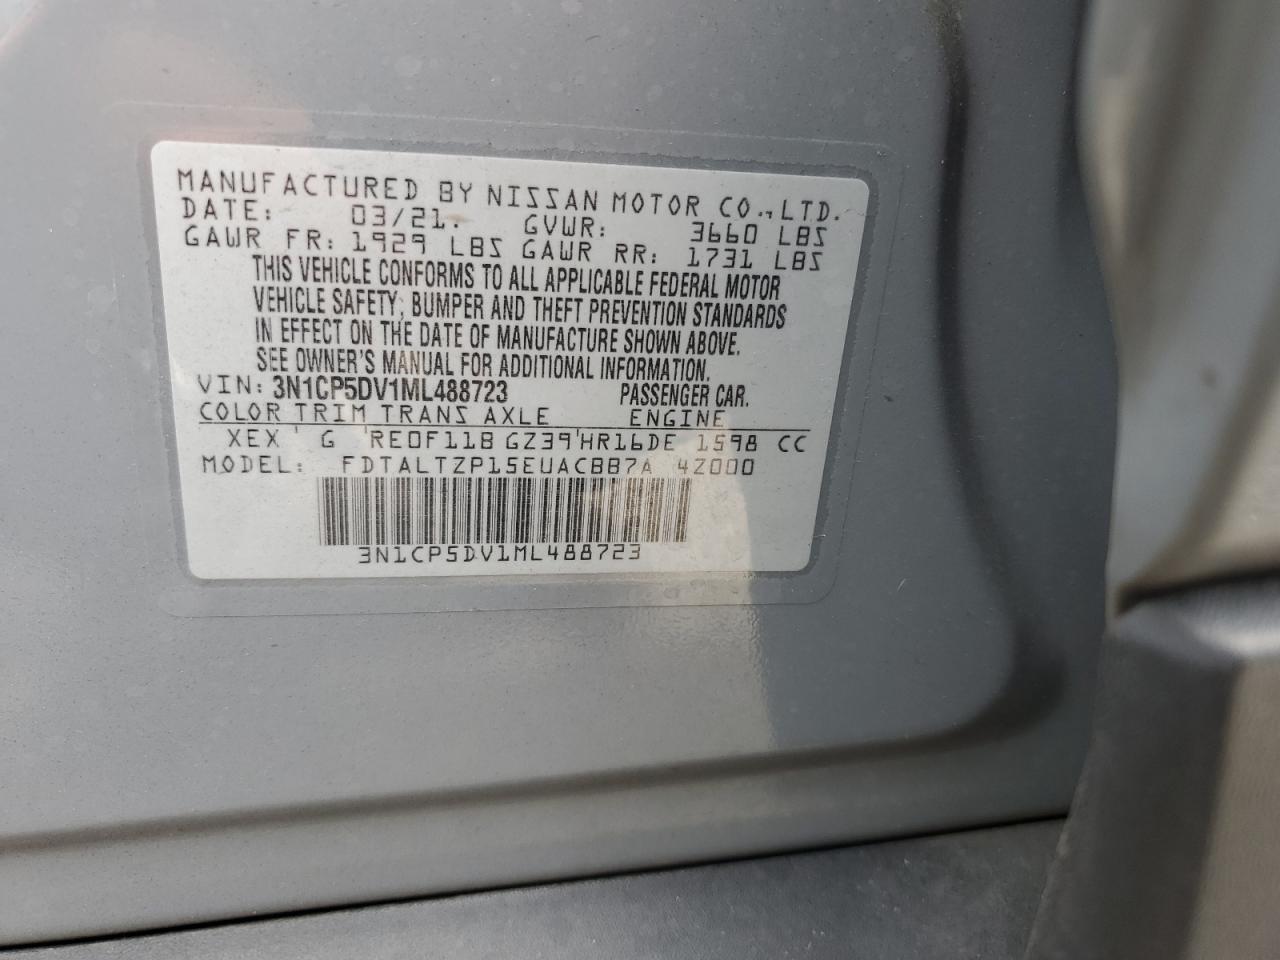 MANUFACTURED BY NISSAN MOTOR CO., LTD.
DATE: 03/21. GVWR: 3660 LBS
GAWR FR: 1929 LBS GAWR RR: 1731 LBS
THIS VEHICLE CONFORMS TO ALL APPLICABLE FEDERAL MOTOR
VEHICLE SAFETY, BUMPER AND THEFT PREVENTION STANDARDS
IN EFFECT ON THE DATE OF MANUFACTURE SHOWN ABOVE.
SEE OWNER'S MANUAL FOR ADDITIONAL INFORMATION.
VIN: 3N1CP5DV1ML488723 PASSENGER CAR.
COLOR TRIM TRANS AXLE ENGINE
XEX ' G 'RE0F11B GZ39'HR16DE 1598 CC
MODEL: FDTALTZP15EUACBB7A 4Z000
3N1CP5DV1ML488723